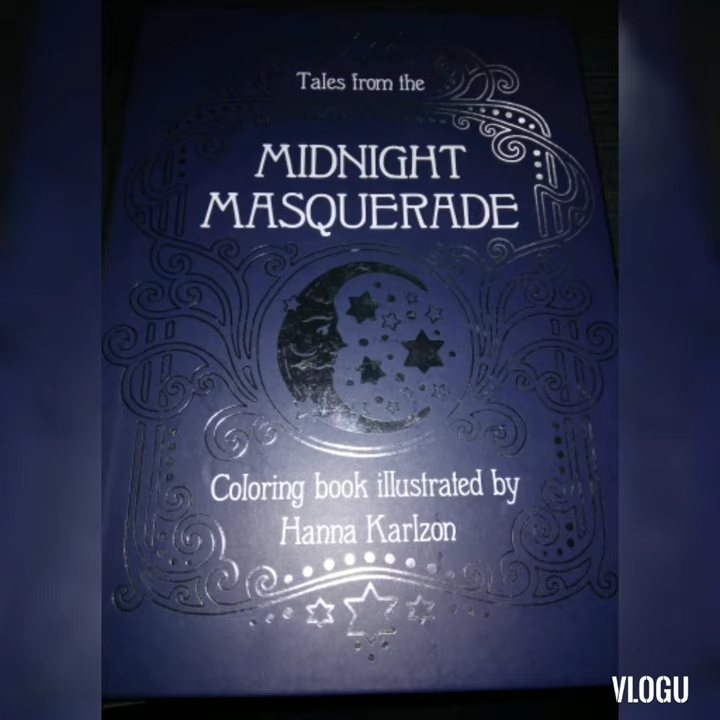 Tales from the
MIDNIGHT
MASQUERADE
Coloring book illustrated by
Hanna Karlzon
VLOGU